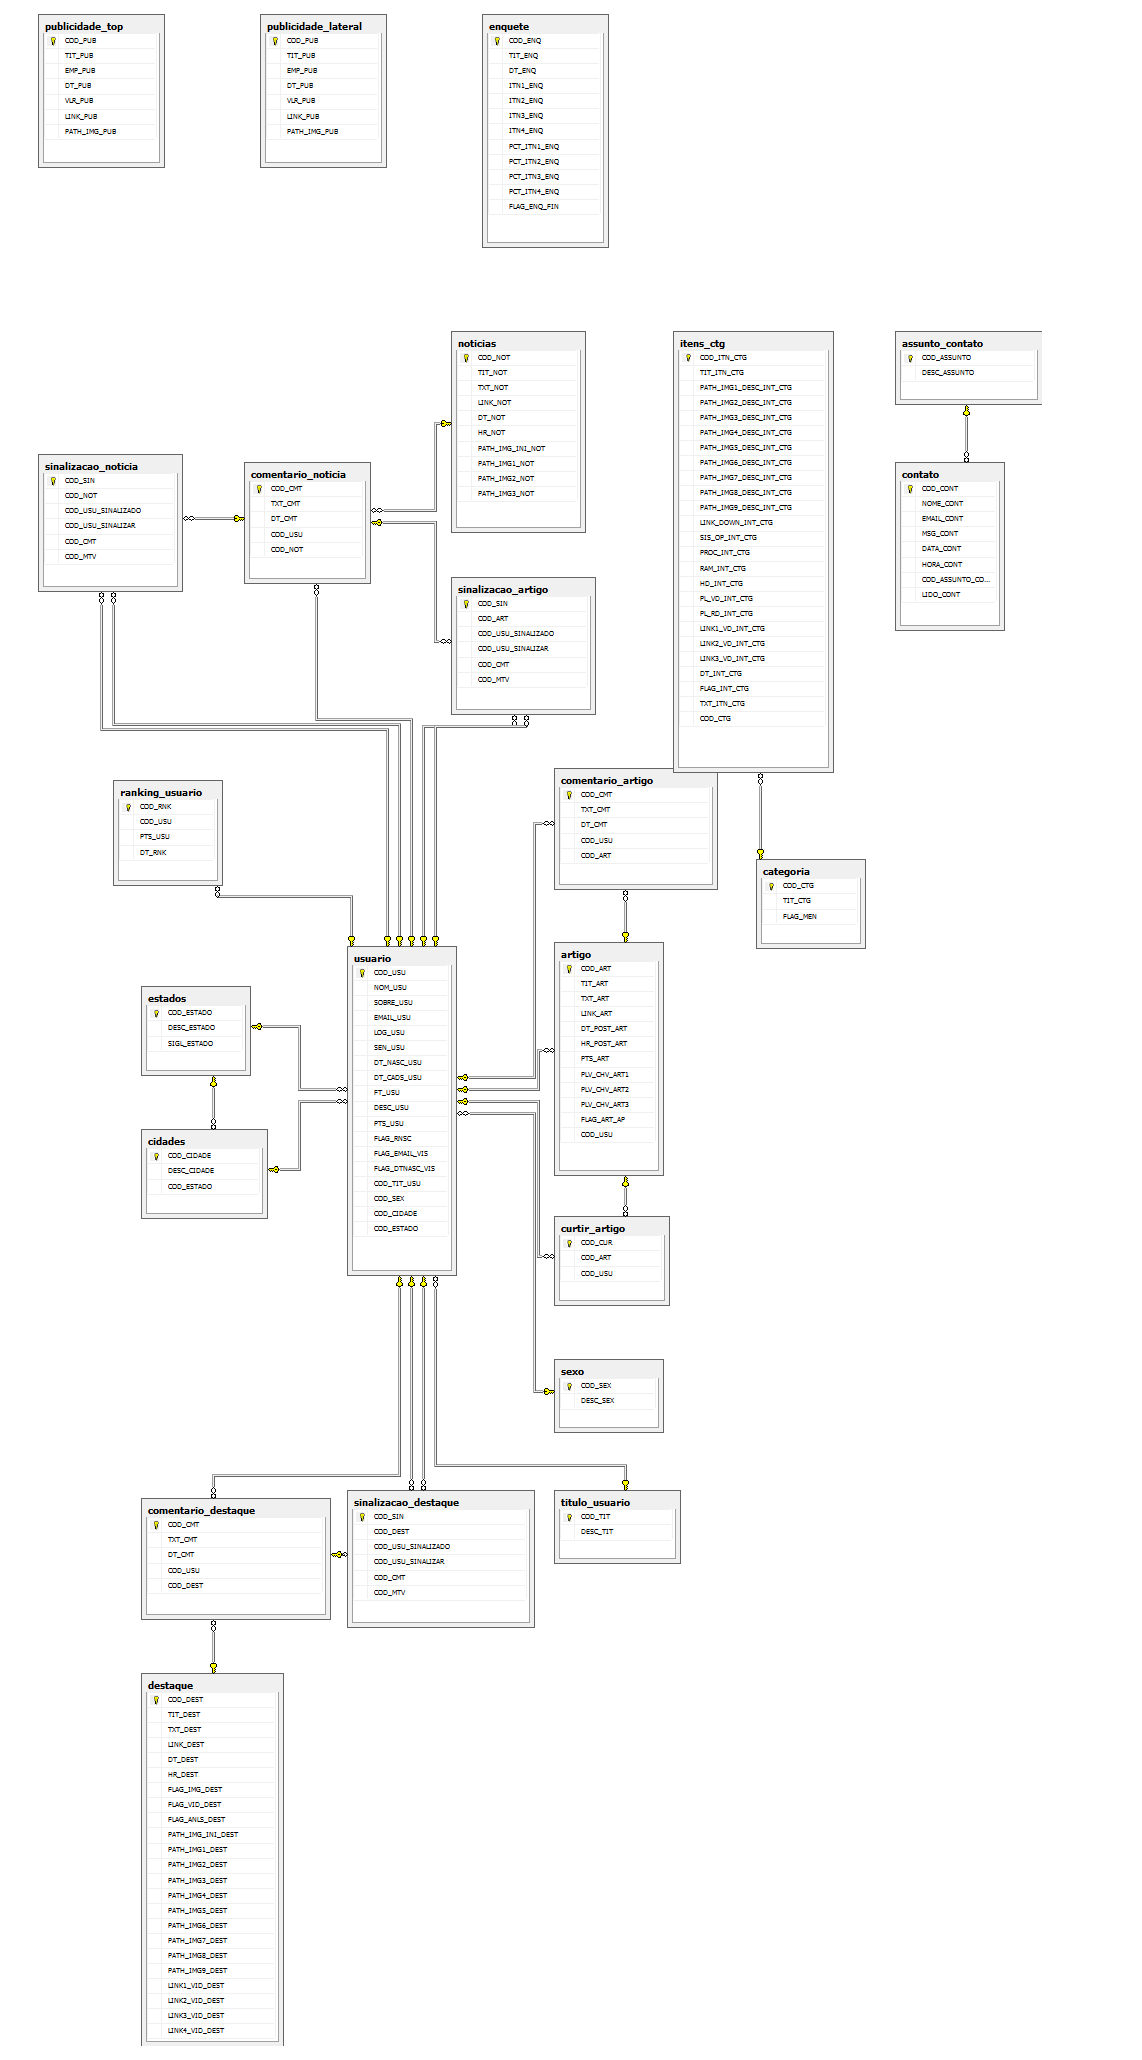 publicidade_top
COD_PUB
TIT_PUB
EMP_PUB
DT_PUB
VLR_PUB
LINK_PUB
PATH_IMG_PUB
publicidade_lateral
COD_PUB
TIT_PUB
EMP_PUB
DT_PUB
VLR_PUB
LINK_PUB
PATH_IMG_PUB
enquete
COD_ENQ
TIT_ENQ
DT_ENQ
ITN1_ENQ
ITN2_ENQ
ITN3_ENQ
ITN4_ENQ
PCT_ITN1_ENQ
PCT_ITN2_ENQ
PCT_ITN3_ENQ
PCT_ITN4_ENQ
FLAG_ENQ_FIN
noticias
COD_NOT
TIT_NOT
TXT_NOT
LINK_NOT
DT_NOT
HR_NOT
PATH_IMG_INI_NOT
PATH_IMG1_NOT
PATH_IMG2_NOT
PATH_IMG3_NOT
itens_ctg
COD_ITN_CTG
TIT_ITN_CTG
PATH_IMG1_DESC_INT_CTG
PATH_IMG2_DESC_INT_CTG
PATH_IMG3_DESC_INT_CTG
PATH_IMG4_DESC_INT_CTG
PATH_IMG5_DESC_INT_CTG
PATH_IMG6_DESC_INT_CTG
PATH_IMG7_DESC_INT_CTG
PATH_IMG8_DESC_INT_CTG
PATH_IMG9_DESC_INT_CTG
LINK_DOWN_INT_CTG
SIS_OP_INT_CTG
PROC_INT_CTG
RAM_INT_CTG
HD_INT_CTG
PL_VD_INT_CTG
PL_RD_INT_CTG
LINK1_VD_INT_CTG
LINK2_VD_INT_CTG
LINK3_VD_INT_CTG
DT_INT_CTG
FLAG_INT_CTG
TXT_ITN_CTG
COD_CTG
assunto_contato
COD_ASSUNTO
DESC_ASSUNTO
contato
COD_CONT
NOME_CONT
EMAIL_CONT
MSG_CONT
DATA_CONT
HORA_CONT
COD_ASSUNTO_CO...
LIDO_CONT
sinalizacao_noticia
COD_SIN
COD_NOT
COD_USU_SINALIZADO
COD_USU_SINALIZAR
COD_CMT
COD_MTV
comentario_noticia
COD_CMT
TXT_CMT
DT_CMT
COD_USU
COD_NOT
sinalizacao_artigo
COD_SIN
COD_ART
COD_USU_SINALIZADO
COD_USU_SINALIZAR
COD_CMT
COD_MTV
ranking_usuario
COD_RNK
COD_USU
PTS_USU
DT_RNK
comentario_artigo
COD_CMT
TXT_CMT
DT_CMT
COD_USU
COD_ART
categoria
COD_CTG
TIT_CTG
FLAG_MEN
usuario
COD_USU
NOM_USU
SOBRE_USU
EMAIL_USU
LOG_USU
SEN_USU
DT_NASC_USU
DT_CADS_USU
FT_USU
DESC_USU
PTS_USU
FLAG_RNSC
FLAG_EMAIL_VIS
FLAG_DTNASC_VIS
COD_TIT_USU
COD_SEX
COD_CIDADE
COD_ESTADO
artigo
COD_ART
TIT_ART
TXT_ART
LINK_ART
DT_POST_ART
HR_POST_ART
PTS_ART
PLV_CHV_ART1
PLV_CHV_ART2
PLV_CHV_ART3
FLAG_ART_AP
COD_USU
estados
COD_ESTADO
DESC_ESTADO
SIGL_ESTADO
cidades
COD_CIDADE
DESC_CIDADE
COD_ESTADO
curtir_artigo
COD_CUR
COD_ART
COD_USU
sexo
COD_SEX
DESC_SEX
comentario_destaque
COD_CMT
TXT_CMT
DT_CMT
COD_USU
COD_DEST
sinalizacao_destaque
COD_SIN
COD_DEST
COD_USU_SINALIZADO
COD_USU_SINALIZAR
COD_CMT
COD_MTV
titulo_usuario
COD_TIT
DESC_TIT
destaque
COD_DEST
TIT_DEST
TXT_DEST
LINK_DEST
DT_DEST
HR_DEST
FLAG_IMG_DEST
FLAG_VID_DEST
FLAG_ANLS_DEST
PATH_IMG_INI_DEST
PATH_IMG1_DEST
PATH_IMG2_DEST
PATH_IMG3_DEST
PATH_IMG4_DEST
PATH_IMG5_DEST
PATH_IMG6_DEST
PATH_IMG7_DEST
PATH_IMG8_DEST
PATH_IMG9_DEST
LINK1_VID_DEST
LINK2_VID_DEST
LINK3_VID_DEST
LINK4_VID_DEST